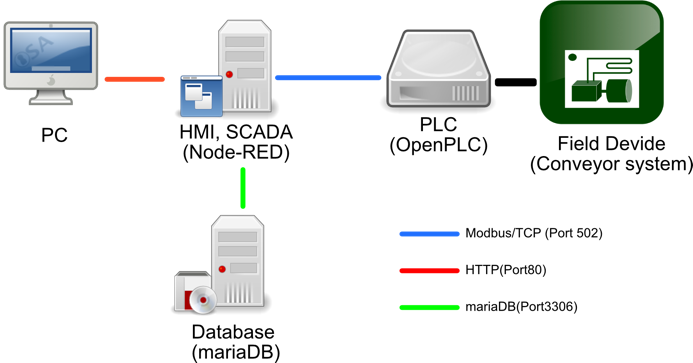 OSA
PC
HMI, SCADA
(Node-RED)
PLC
(OpenPLC)
Field Devide
(Conveyor system)
Database
(mariaDB)
Modbus/TCP (Port 502)
HTTP(Port80)
mariaDB(Port3306)